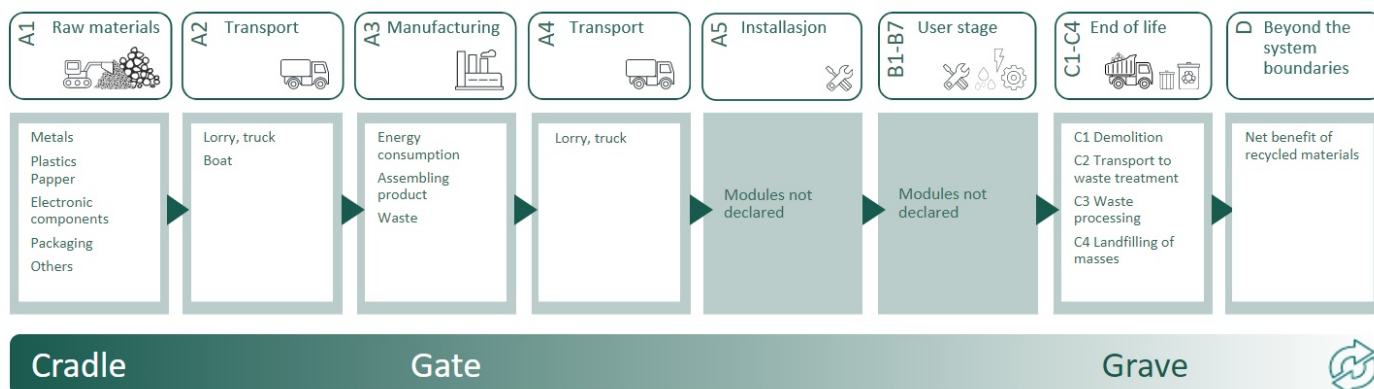 A1 Raw materials
A2 Transport
A3 Manufacturing
A4 Transport
A5 Installasjon
B1-B7 User stage
C1-C4 End of life
D Beyond the
system
boundaries
Metals
Plastics
Papper
Electronic
components
Packaging
Others
Lorry, truck
Boat
Energy
consumption
Assembling
product
Waste
Lorry, truck
Modules not
declared
Modules not
declared
C1 Demolition
C2 Transport to
waste treatment
C3 Waste
processing
C4 Landfilling of
masses
Net benefit of
recycled materials
Cradle
Gate
Grave